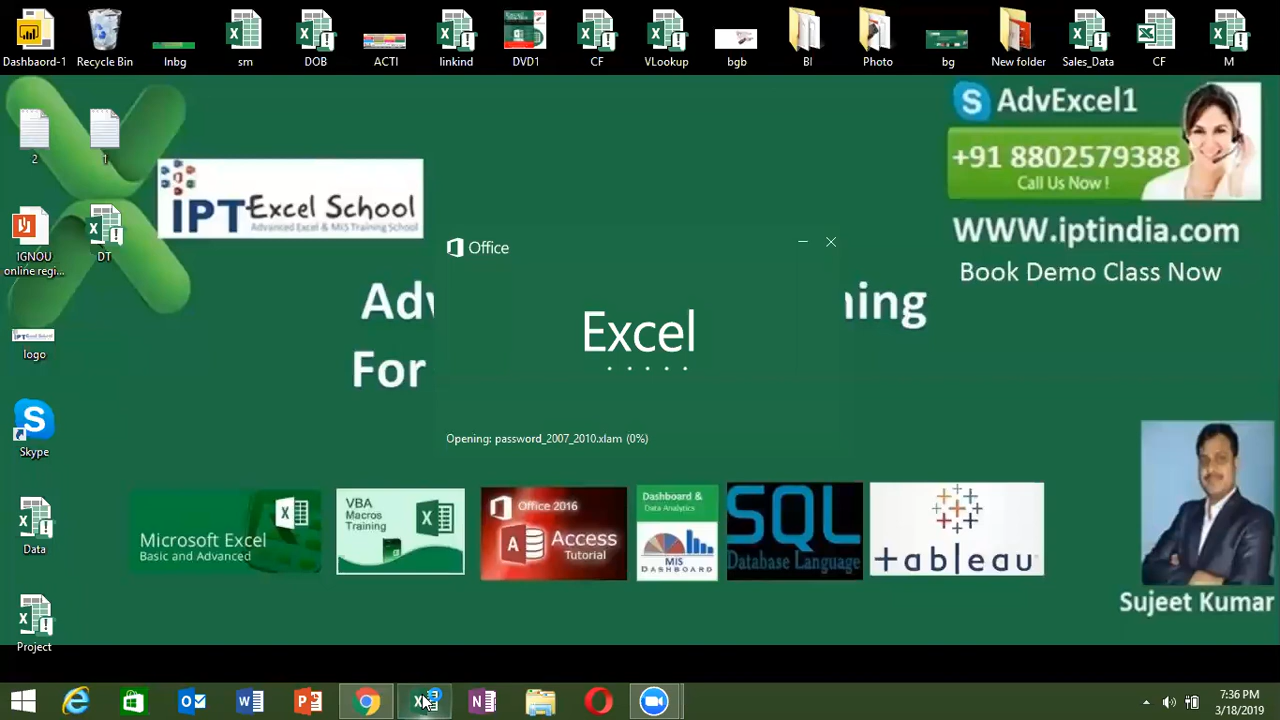 Dashbaord-1
Recycle Bin
Inbg
sm
DOB
ACTI
linkind
DVD1
CF
VLookup
bgb
BI
Photo
bg
New folder
Sales_Data
CF
M
2
1
IGNOU
online regi...
DT
logo
Skype
Data
Project
IPT Excel School
Advanced Excel & MIS Training School
AdvExcel1
+91 8802579388
Call Us Now !
WWW.iptindia.com
Book Demo Class Now
Office
Excel
Opening: password_2007_2010.xlam (0%)
Adv
ning
For
Microsoft Excel
Basic and Advanced
VBA
Macros
Training
Office 2016
Access
Tutorial
Dashboard &
Data Analytics
MIS
DASHBOARD
SQL
Database Language
+ableau
Sujeet Kumar
7:36 PM
3/18/2019